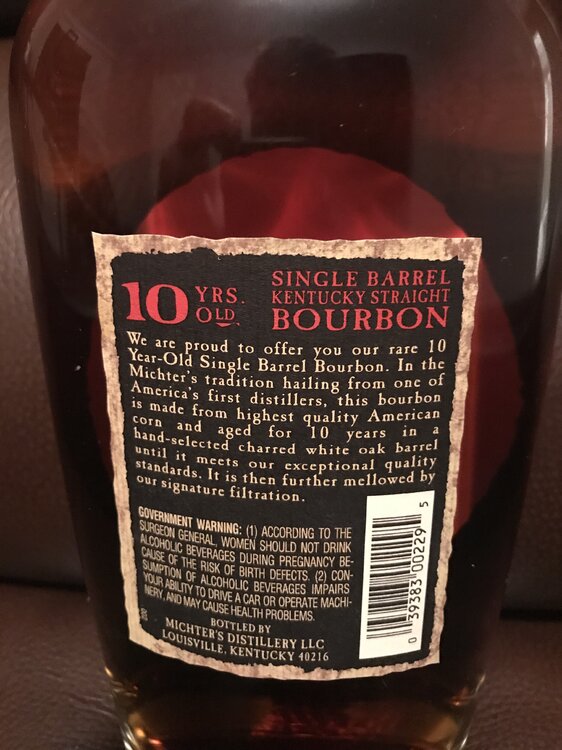 10 YRS. OLD
SINGLE BARREL
KENTUCKY STRAIGHT
BOURBON
We are proud to offer you our rare 10
Year-Old Single Barrel Bourbon. In the
Michter's tradition hailing from one of
America's first distillers, this bourbon
is made from highest quality American
corn and aged for 10 years in a
hand-selected charred white oak barrel
until it meets our exceptional quality
standards. It is then further mellowed by
our signature filtration.
GOVERNMENT WARNING: (1) ACCORDING TO THE
SURGEON GENERAL, WOMEN SHOULD NOT DRINK
ALCOHOLIC BEVERAGES DURING PREGNANCY BE-
CAUSE OF THE RISK OF BIRTH DEFECTS. (2) CON-
SUMPTION OF ALCOHOLIC BEVERAGES IMPAIRS
YOUR ABILITY TO DRIVE A CAR OR OPERATE MACHI-
NERY, AND MAY CAUSE HEALTH PROBLEMS.
BOTTLED BY
MICHTER'S DISTILLERY LLC
LOUISVILLE, KENTUCKY 40216
0 39383 00229 5